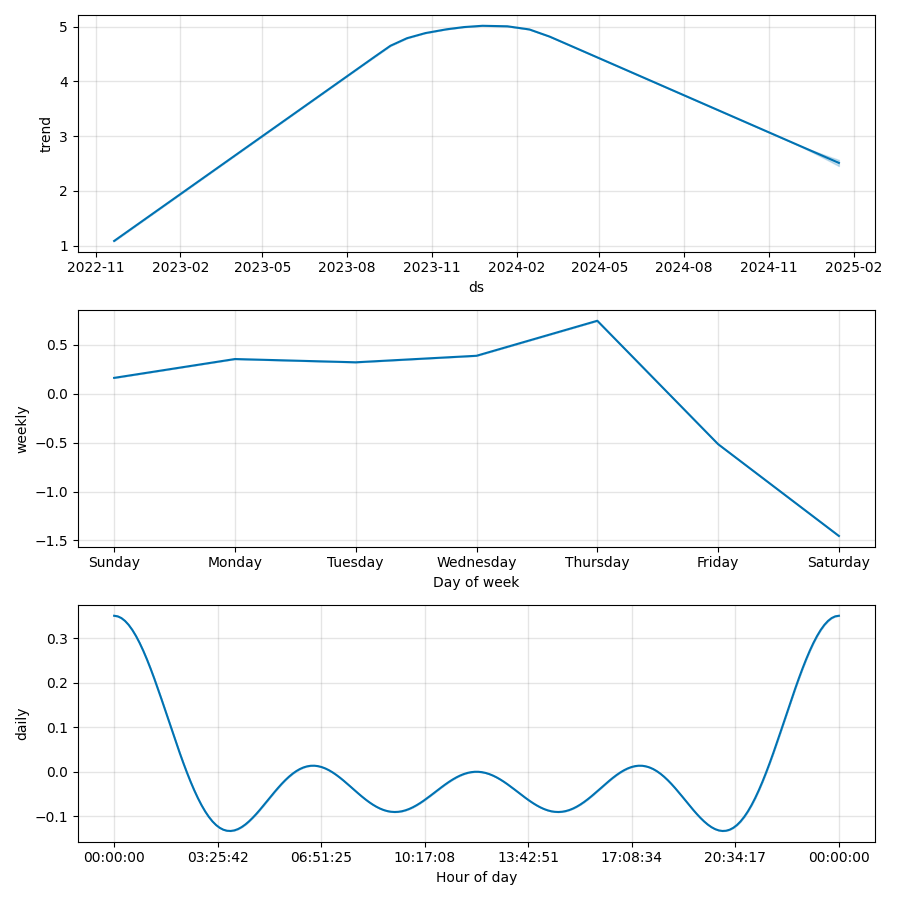 trend
5
4
3
2
1
2022-11 2023-02 2023-05 2023-08 2023-11 2024-02 2024-05 2024-08 2024-11 2025-02
ds
weekly
0.5
0.0
−0.5
−1.0
−1.5
Sunday Monday Tuesday Wednesday Thursday Friday Saturday
Day of week
daily
0.3
0.2
0.1
0.0
−0.1
00:00:00 03:25:42 06:51:25 10:17:08 13:42:51 17:08:34 20:34:17 00:00:00
Hour of day